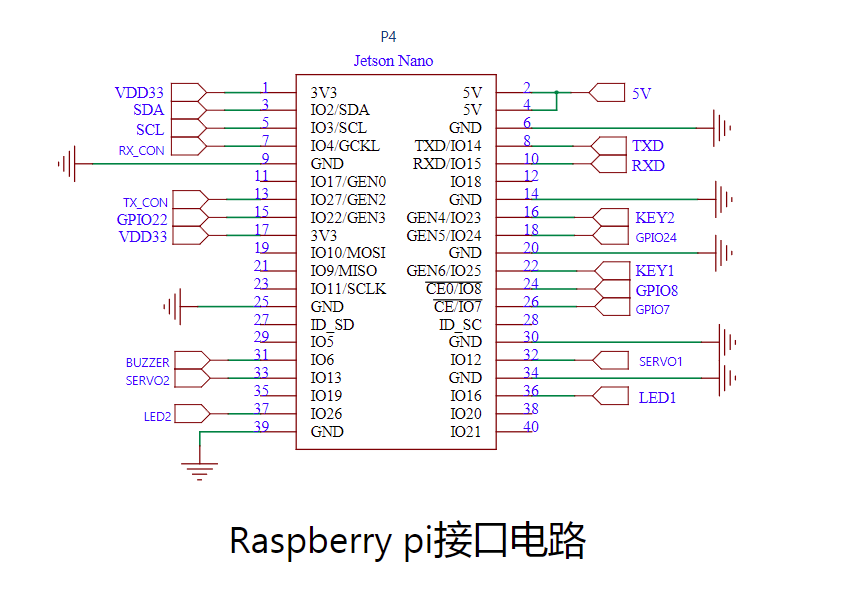 P4
Jetson Nano
VDD33 1 3V3 5V 2 5V
SDA 3 IO2/SDA 5V 4
SCL 5 IO3/SCL GND 6
RX_CON 7 IO4/GCKL TXD/IO14 8 TXD
9 GND RXD/IO15 10 RXD
11 IO17/GEN0 IO18 12
TX_CON 13 IO27/GEN2 GND 14
GPIO22 15 IO22/GEN3 GEN4/IO23 16 KEY2
VDD33 17 3V3 GEN5/IO24 18 GPIO24
19 IO10/MOSI GND 20
21 IO9/MISO GEN6/IO25 22 KEY1
23 IO11/SCLK CE0/IO8 24 GPIO8
25 GND CE/IO7 26 GPIO7
27 ID_SD ID_SC 28
29 IO5 GND 30
BUZZER 31 IO6 IO12 32 SERVO1
SERVO2 33 IO13 GND 34
35 IO19 IO16 36 LED1
LED2 37 IO26 IO20 38
39 GND IO21 40
Raspberry pi接口电路